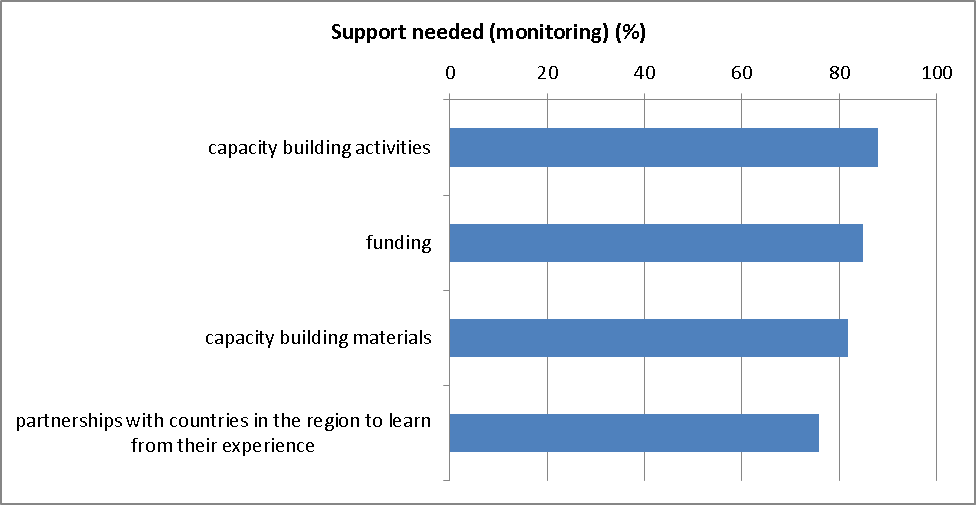 Support needed (monitoring) (%)
0 20 40 60 80 100
capacity building activities
funding
capacity building materials
partnerships with countries in the region to learn
from their experience